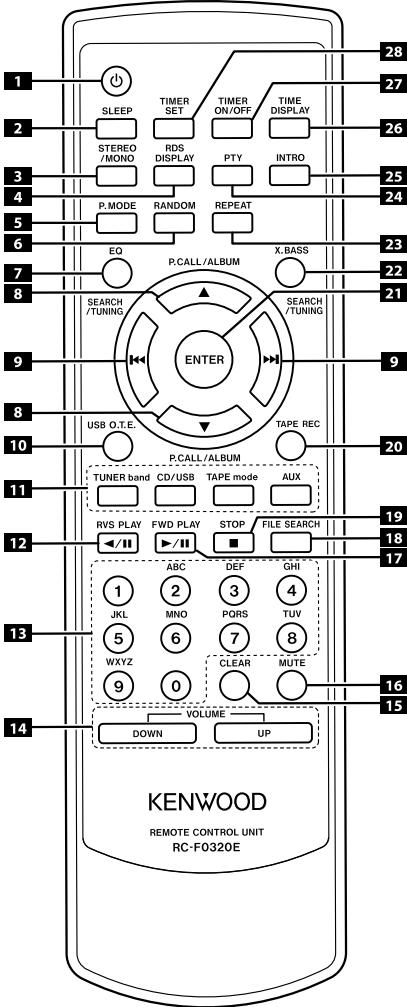 28
1
27
TIMER
TIMER
TIME
SLEEP
SET
ON/OFF
DISPLAY
2
26
STEREO
RDS
/MONO
DISPLAY
PTY
INTRO
3
25
4
24
P.MODE
RANDOM
REPEAT
5
6
23
EQ
P.CALL/ALBUM
X.BASS
7
22
8
21
SEARCH
/TUNING
SEARCH
/TUNING
9
ENTER
9
8
USB O.T.E.
TAPE REC
10
20
P.CALL/ALBUM
TUNER band
CD/USB
TAPE mode
AUX
11
19
RVS PLAY
FWD PLAY
STOP
FILE SEARCH
18
12
17
ABC
DEF
GHI
1
2
3
4
JKL
MNO
PQRS
TUV
13
5
6
7
8
WXYZ
CLEAR
MUTE
9
0
16
15
VOLUME
14
DOWN
UP
KENWOOD
REMOTE CONTROL UNIT
RC-F0320E